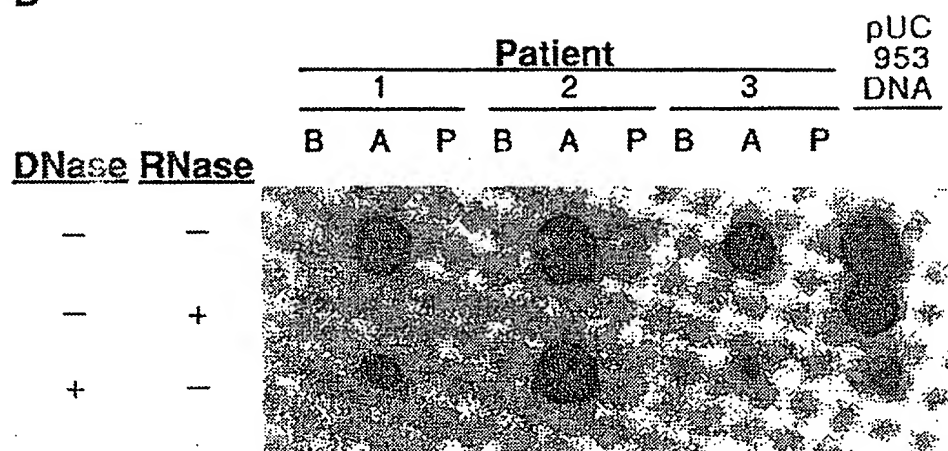 Patient
pUC
953
DNA
1 2 3
B A P B A P B A P
DNase RNase
− −
− +
+ −